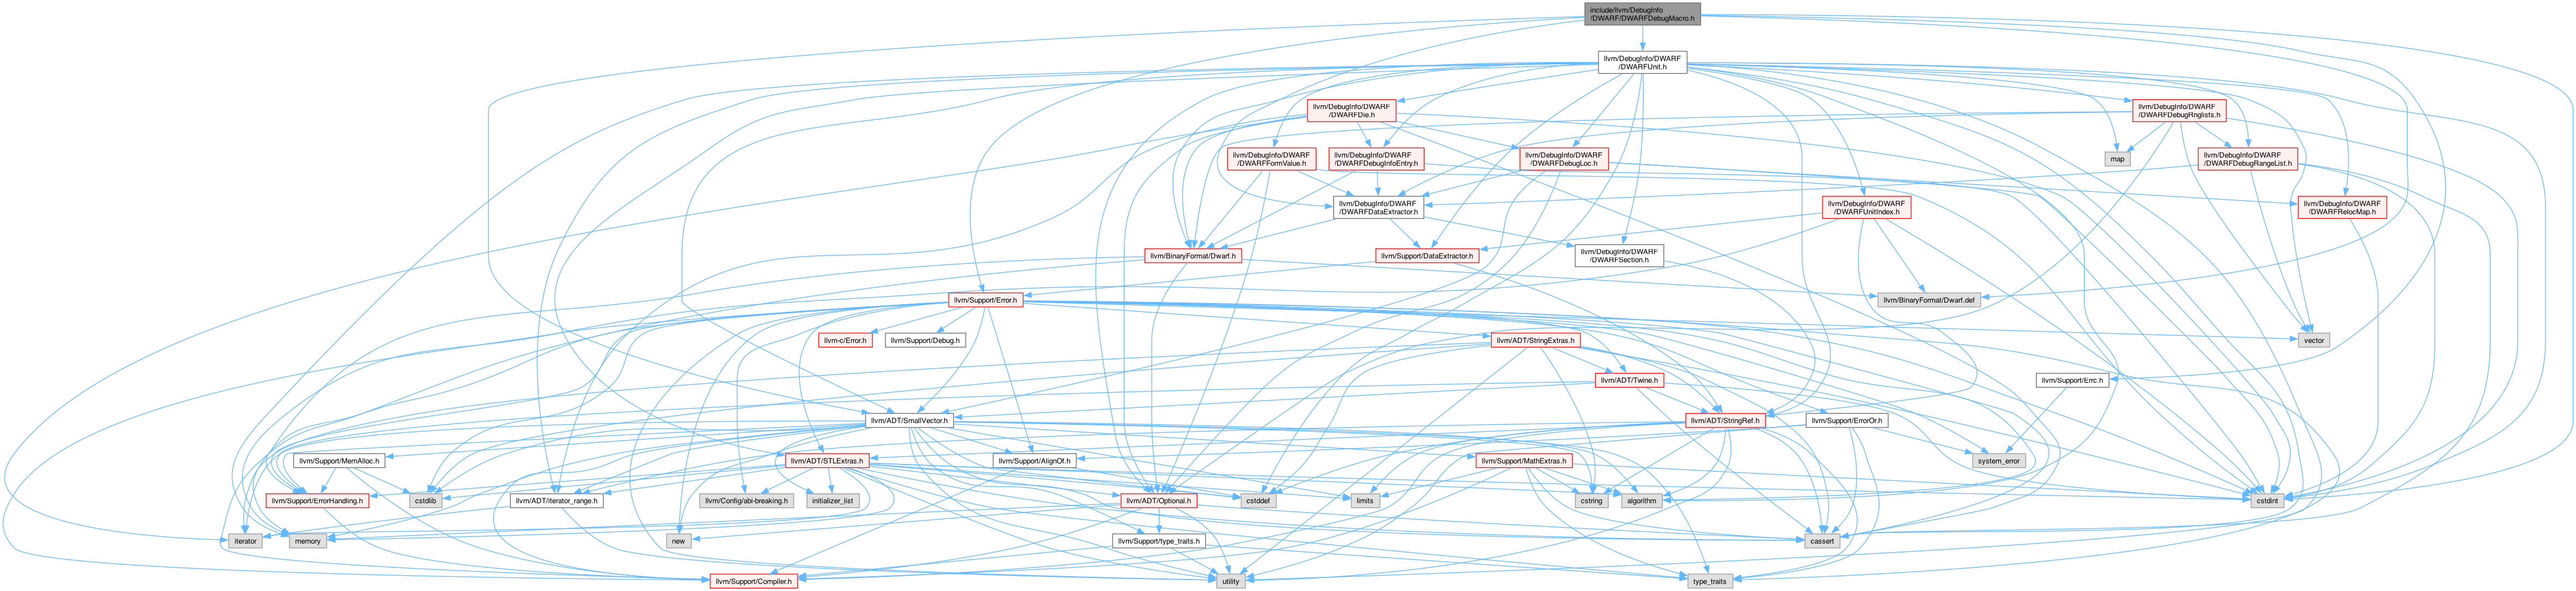 include/llvm/DebugInfo
/DWARF/DWARFDebugMacro.h
llvm/DebugInfo/DWARF
/DWARFUnit.h
llvm/DebugInfo/DWARF
/DWARFDie.h
llvm/DebugInfo/DWARF
/DWARFDebugRnglists.h
map
llvm/DebugInfo/DWARF
/DWARFFormValue.h
llvm/DebugInfo/DWARF
/DWARFDebugInfoEntry.h
llvm/DebugInfo/DWARF
/DWARFDebugLoc.h
llvm/DebugInfo/DWARF
/DWARFDebugRangeList.h
llvm/DebugInfo/DWARF
/DWARFDataExtractor.h
llvm/DebugInfo/DWARF
/DWARFUnitIndex.h
llvm/DebugInfo/DWARF
/DWARFRelocMap.h
llvm/BinaryFormat/Dwarf.h
llvm/Support/DataExtractor.h
llvm/DebugInfo/DWARF
/DWARFSection.h
llvm/Support/Error.h
llvm/BinaryFormat/Dwarf.def
llvm-c/Error.h
llvm/Support/Debug.h
llvm/ADT/StringExtras.h
vector
llvm/ADT/Twine.h
llvm/Support/Errc.h
llvm/ADT/SmallVector.h
llvm/ADT/StringRef.h
llvm/Support/ErrorOr.h
llvm/Support/MemAlloc.h
llvm/ADT/STLExtras.h
llvm/Support/AlignOf.h
llvm/Support/MathExtras.h
system_error
llvm/Support/ErrorHandling.h
cstdlib
llvm/ADT/iterator_range.h
llvm/Config/abi-breaking.h
initializer_list
llvm/ADT/Optional.h
cstddef
limits
cstring
algorithm
cstdint
iterator
memory
new
llvm/Support/type_traits.h
cassert
llvm/Support/Compiler.h
utility
type_traits